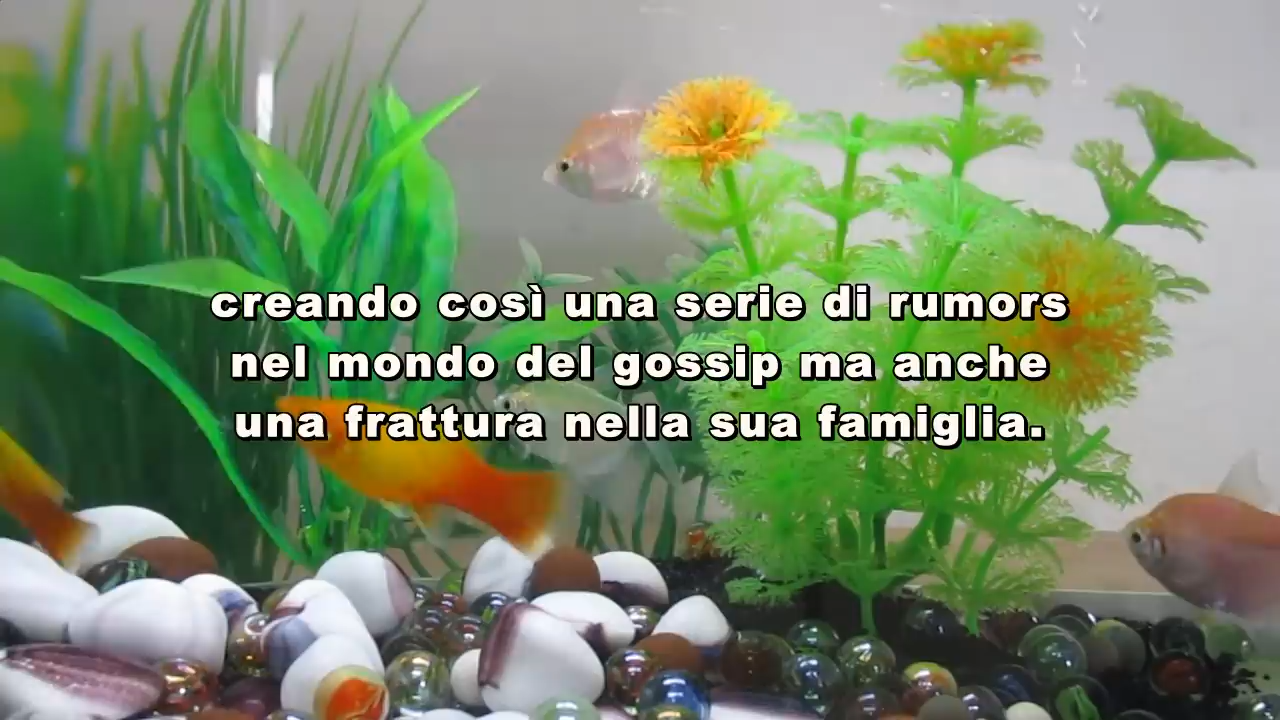 creando così una serie di rumors
nel mondo del gossip ma anche
una frattura nella sua famiglia.